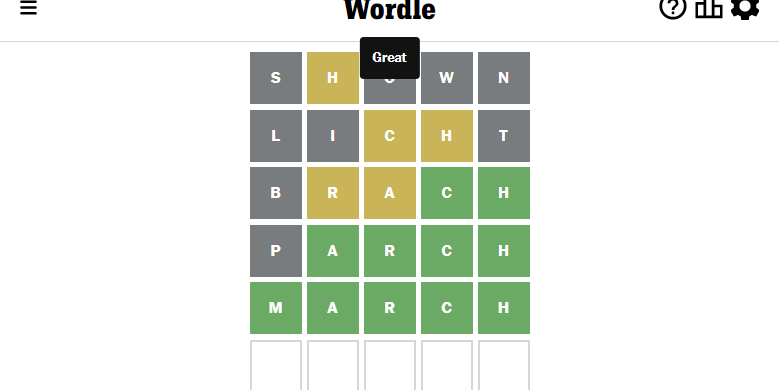 Wordle
Great
S H O W N
L I C H T
B R A C H
P A R C H
M A R C H